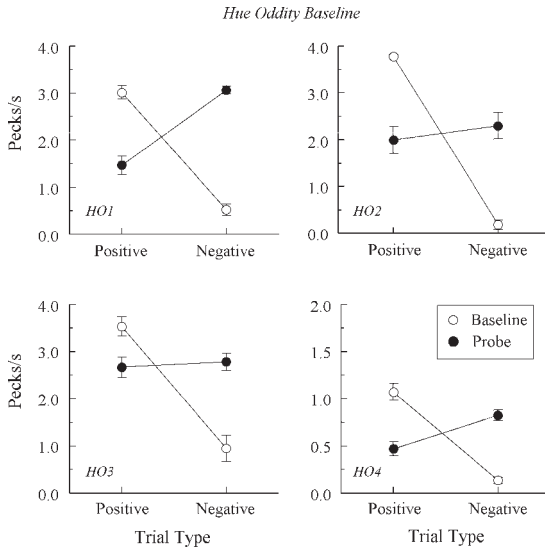 Hue Oddity Baseline
4.0
3.0
2.0
1.0
0.0
Pecks/s
HO1
Positive Negative
4.0
3.0
2.0
1.0
0.0
HO2
Positive Negative
4.0
3.0
2.0
1.0
0.0
Pecks/s
HO3
Positive Negative
Trial Type
2.0
1.5
1.0
0.5
0.0
Baseline
Probe
HO4
Positive Negative
Trial Type